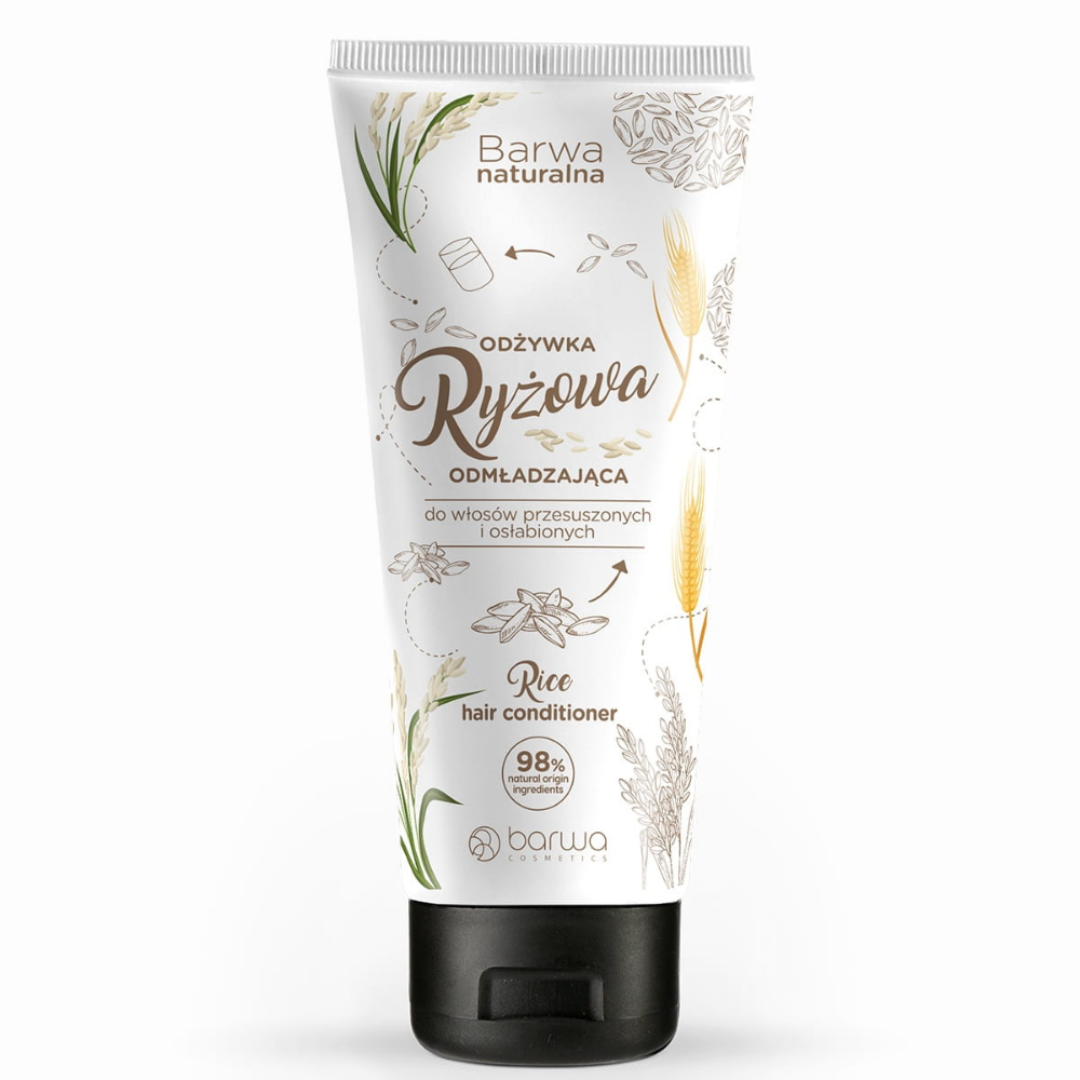 Barwa
naturalna
ODŻYWKA
Ryżowa
ODMŁADZAJĄCA
do włosów przesuszonych
i osłabionych
Rice
hair conditioner
98%
natural origin
ingredients
barwa
COSMETICS